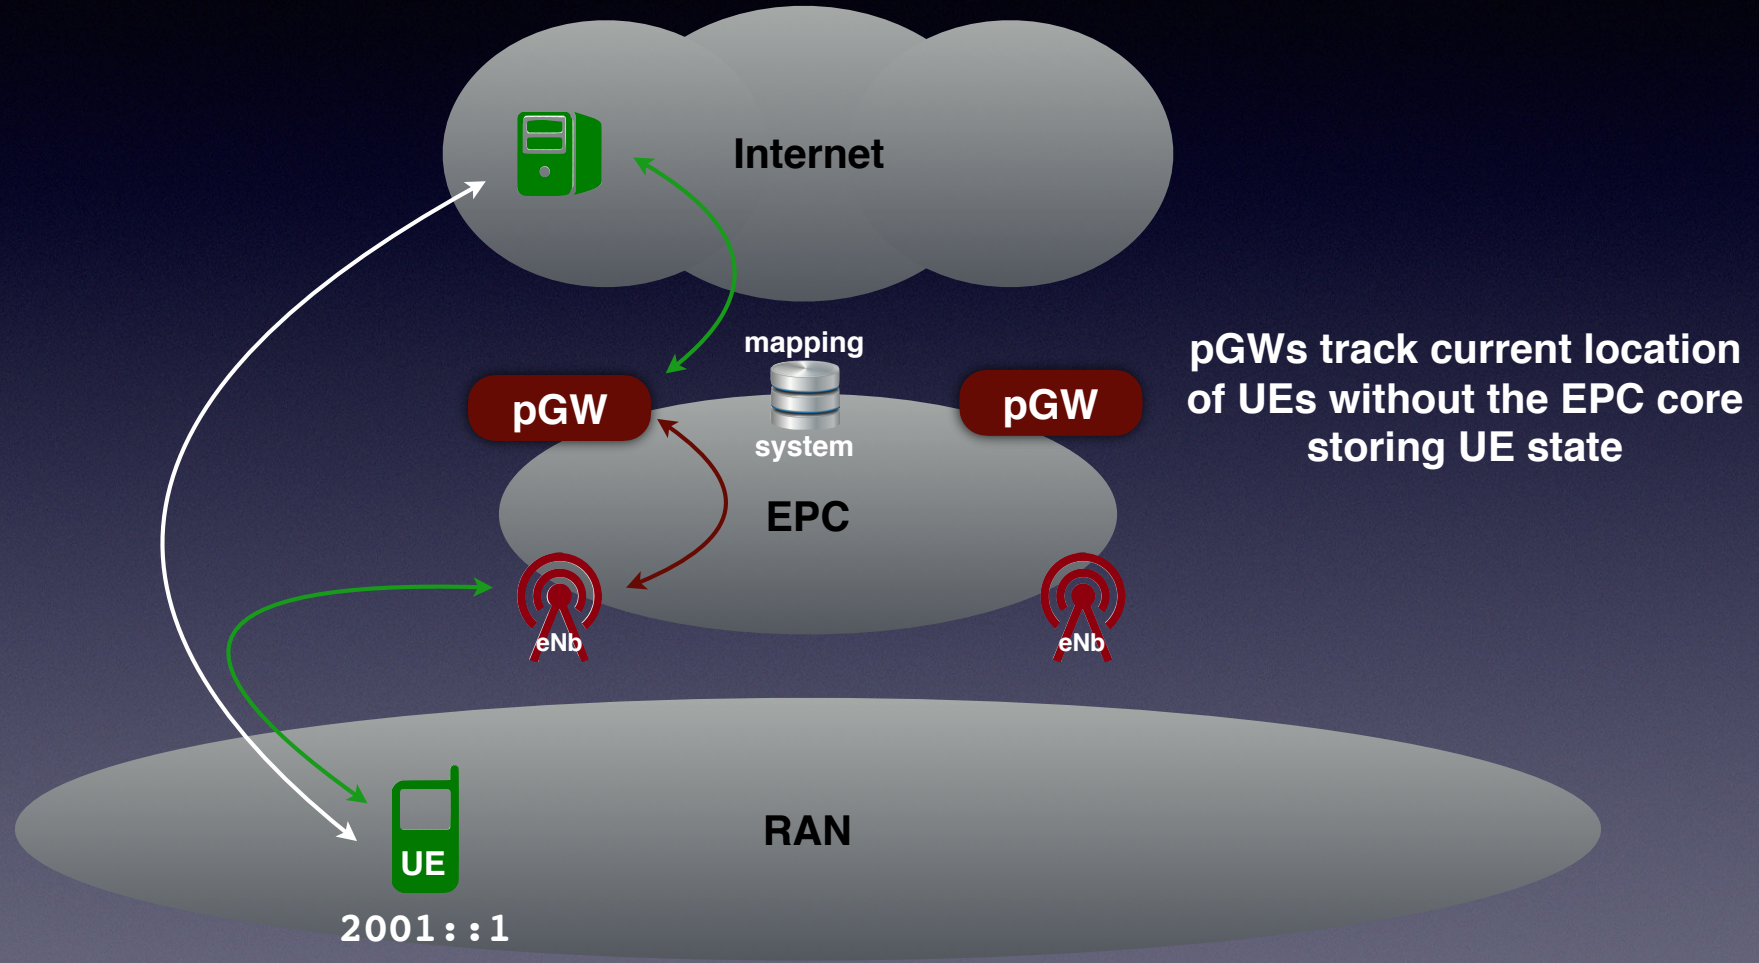 Internet
mapping
system
pGW
pGW
pGWs track current location
of UEs without the EPC core
storing UE state
EPC
eNb
eNb
RAN
UE
2001::1